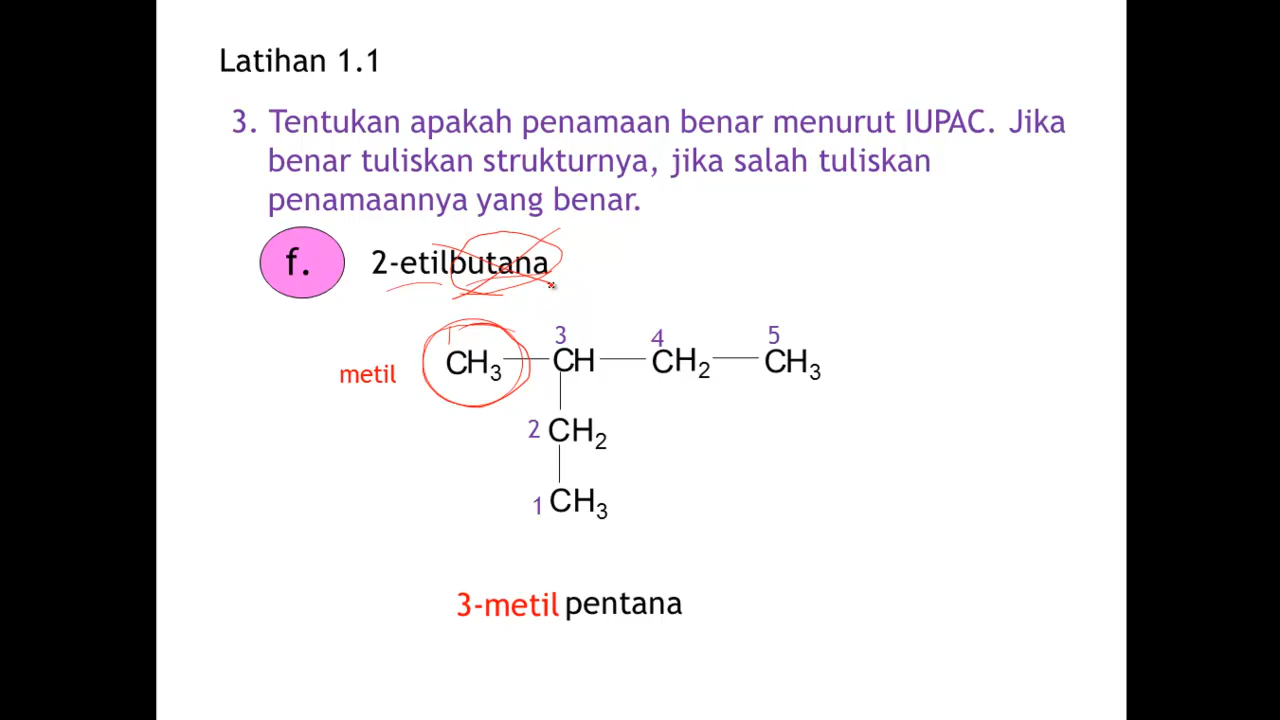 Latihan 1.1
3. Tentukan apakah penamaan benar menurut IUPAC. Jika
benar tuliskan strukturnya, jika salah tuliskan
penamaannya yang benar.
f. 2-etilbutana
3 4 5
metil CH3 CH CH2 CH3
2 CH2
1 CH3
3-metil pentana